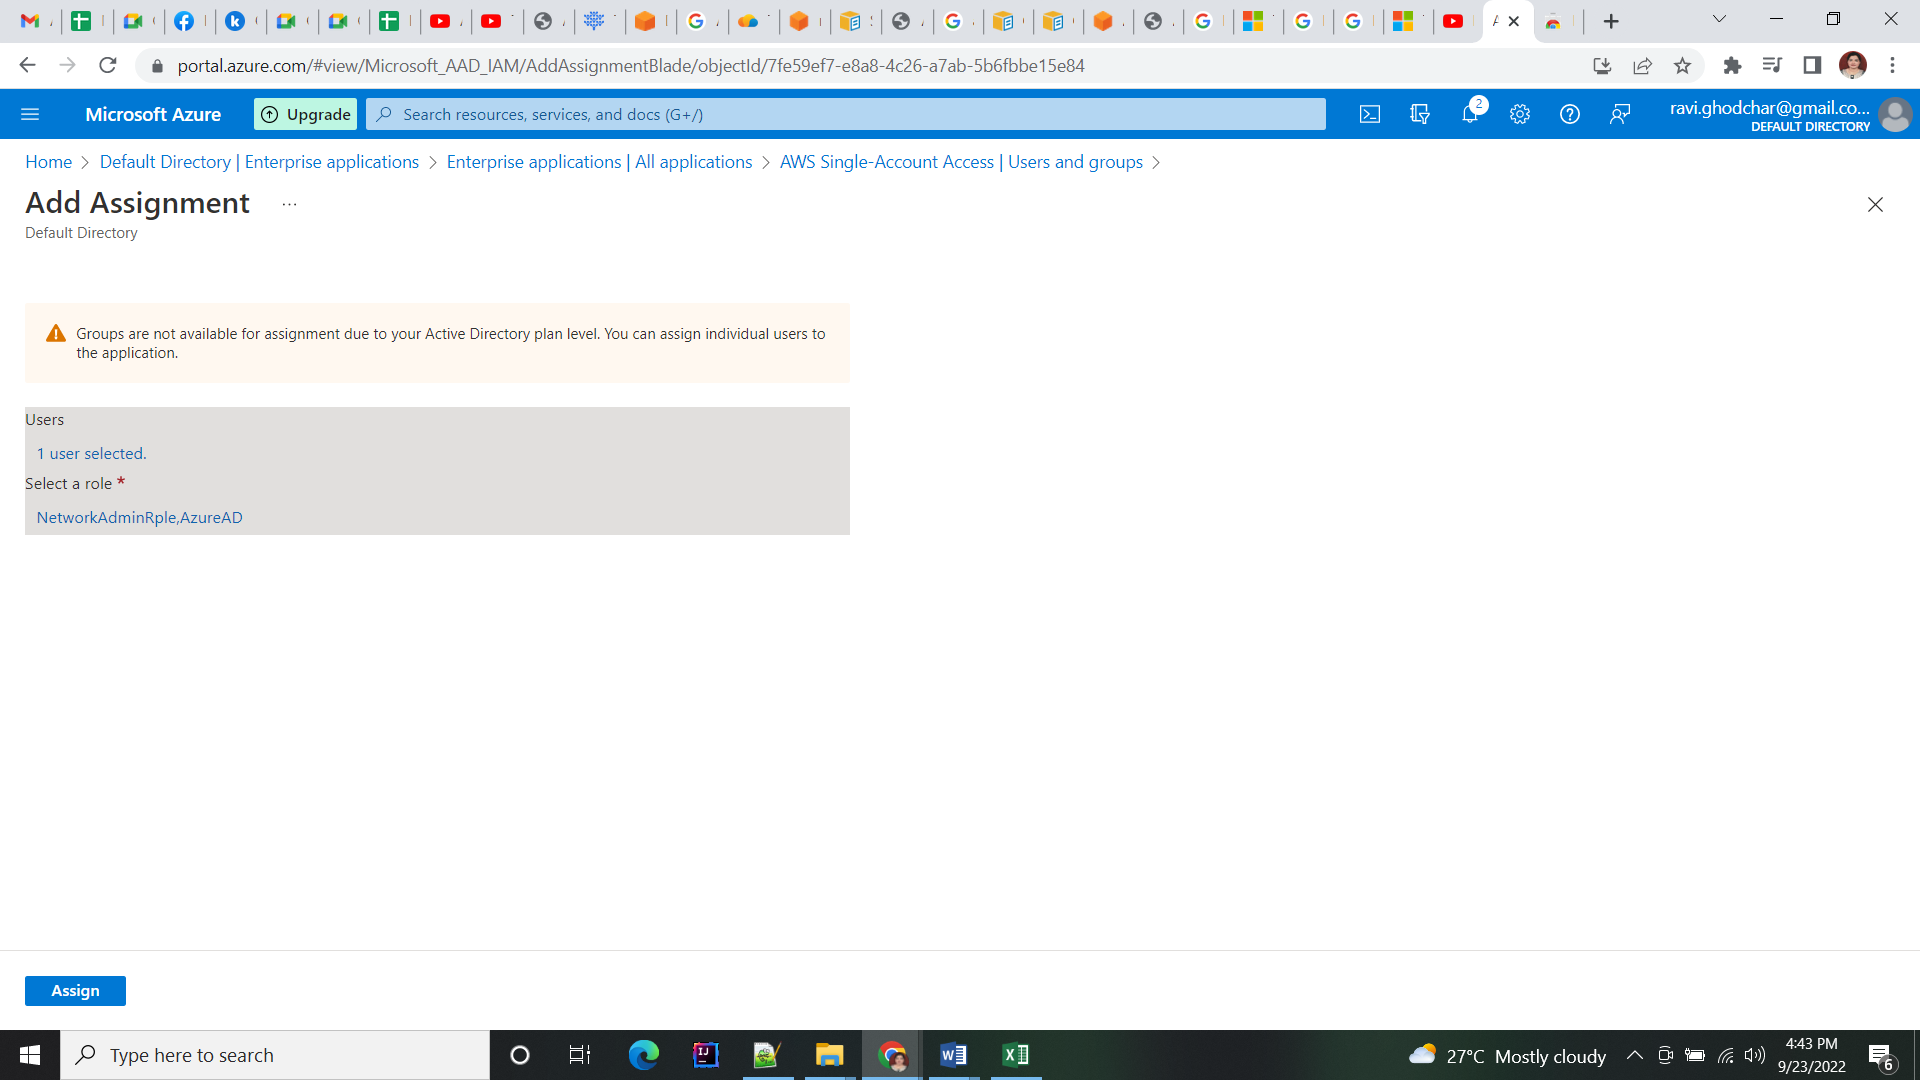 portal.azure.com/#view/Microsoft_AAD_IAM/AddAssignmentBlade/objectId/7fe59ef7-e8a8-4c26-a7ab-5b6fbbe15e84
Microsoft Azure
Upgrade
Search resources, services, and docs (G+/)
2
ravi.ghodchar@gmail.co...
DEFAULT DIRECTORY
Home > Default Directory | Enterprise applications > Enterprise applications | All applications > AWS Single-Account Access | Users and groups >
Add Assignment ...
Default Directory
Groups are not available for assignment due to your Active Directory plan level. You can assign individual users to
the application.
Users
1 user selected.
Select a role *
NetworkAdminRple,AzureAD
Assign
Type here to search
27°C Mostly cloudy
4:43 PM
9/23/2022
6